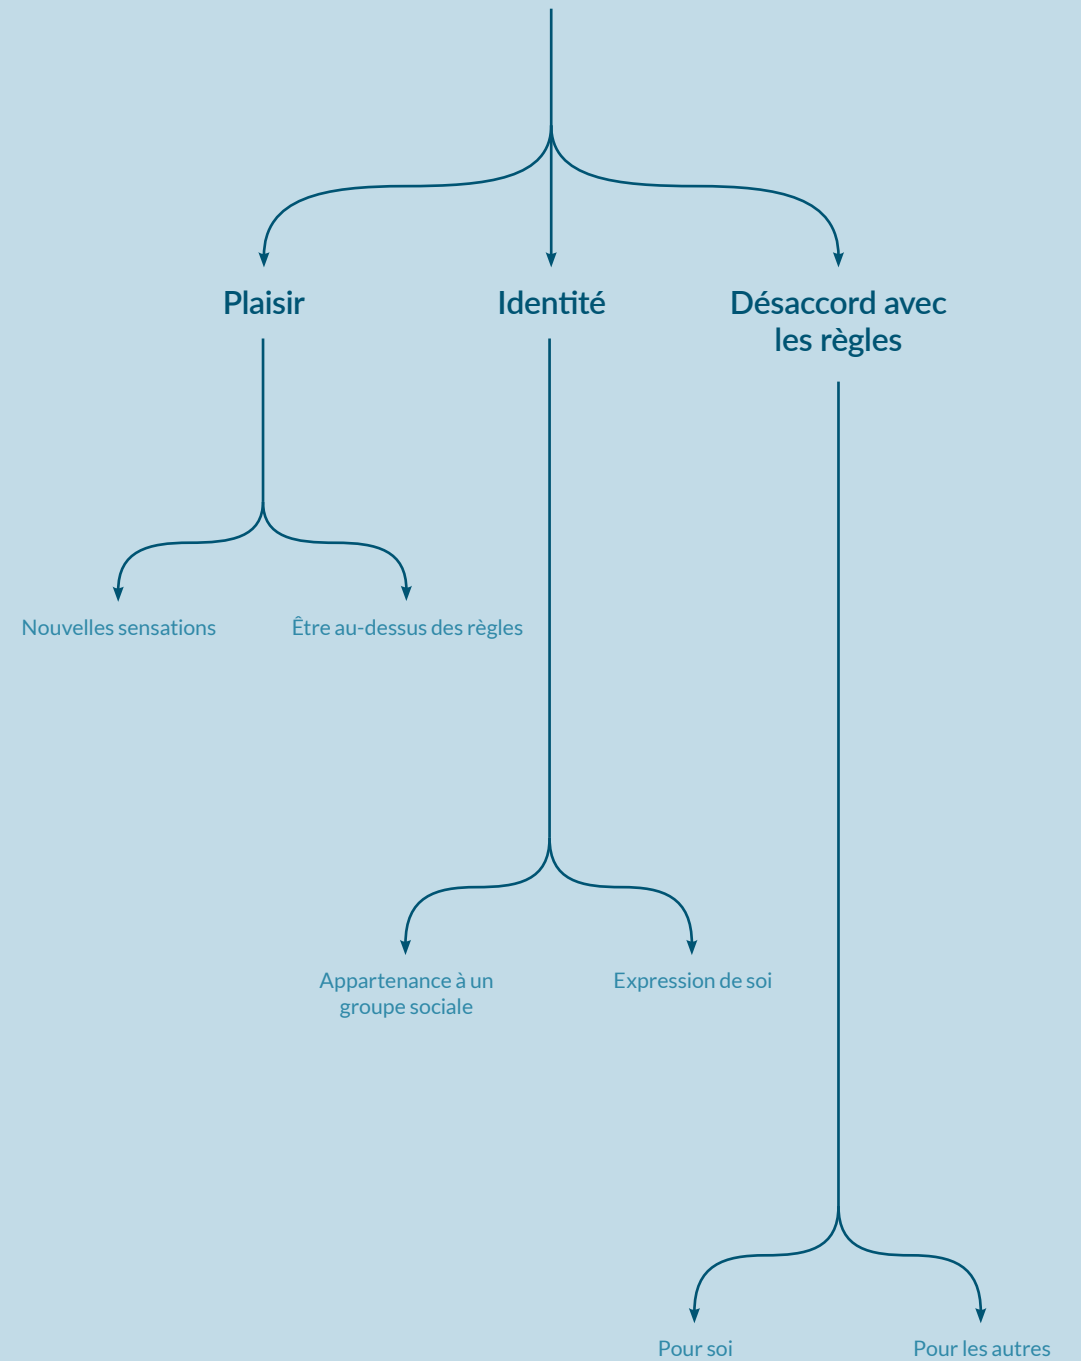 Plaisir
Identité
Désaccord avec
les règles
Nouvelles sensations
Être au-dessus des règles
Appartenance à un
groupe sociale
Expression de soi
Pour soi
Pour les autres